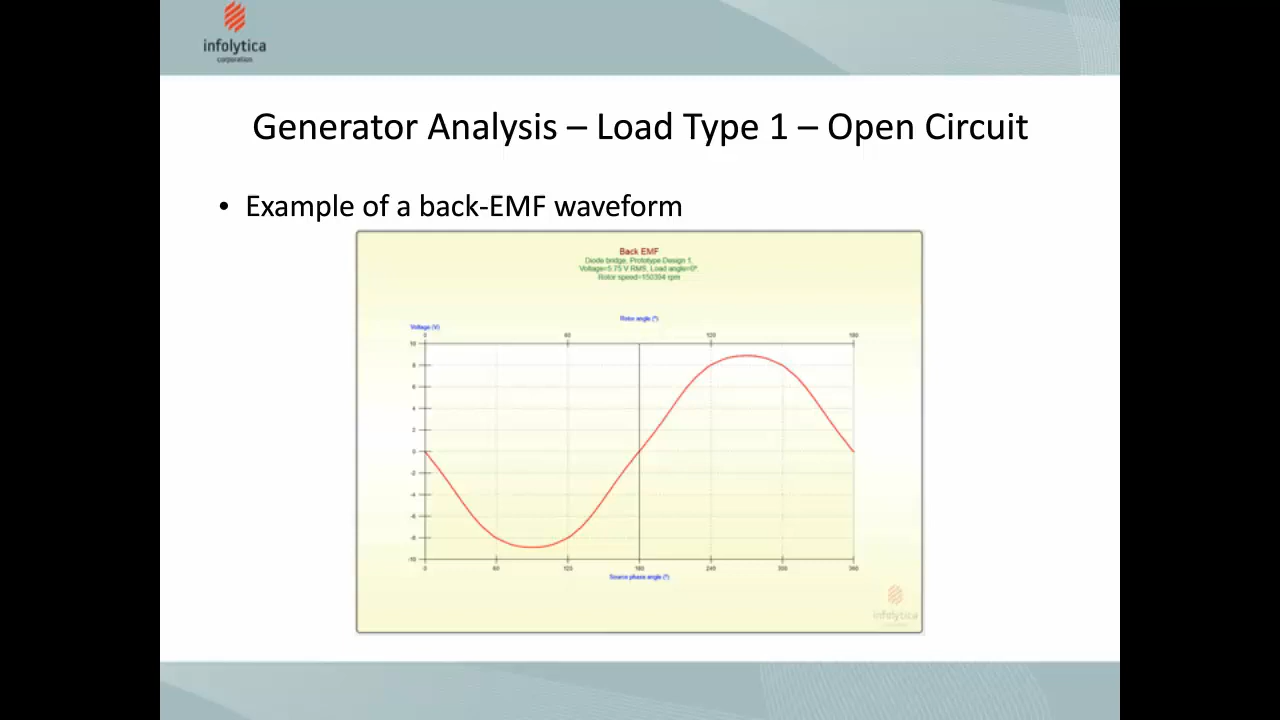 infolytica
corporation
Generator Analysis – Load Type 1 – Open Circuit
• Example of a back-EMF waveform
Back EMF
Diode bridge, Prototype Design 1,
Voltage=5.75 V RMS, Load angle=0°,
Rotor speed=150394 rpm
Rotor angle (°)
Voltage (V)
0 60 120 180
10
8
6
4
2
0
-2
-4
-6
-8
-10
0 60 120 180 240 300 360
Source phase angle (°)
infolytica